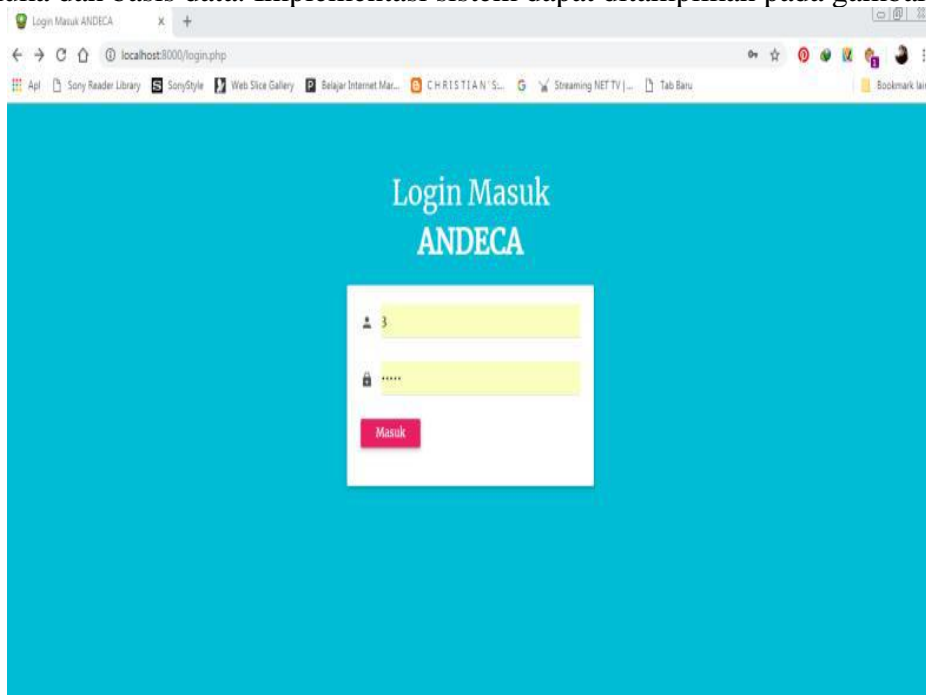 dan basis data. Implementasi sistem dapat ditampilkan pada gambar
Login Masuk ANDECA
localhost:8000/login.php
Apl Sony Reader Library SonyStyle Web Slice Gallery Belajar Internet Mar... CHRISTIAN'S... Streaming NET TV | ... Tab Baru Bookmark lain
Login Masuk
ANDECA
3
•••••
Masuk